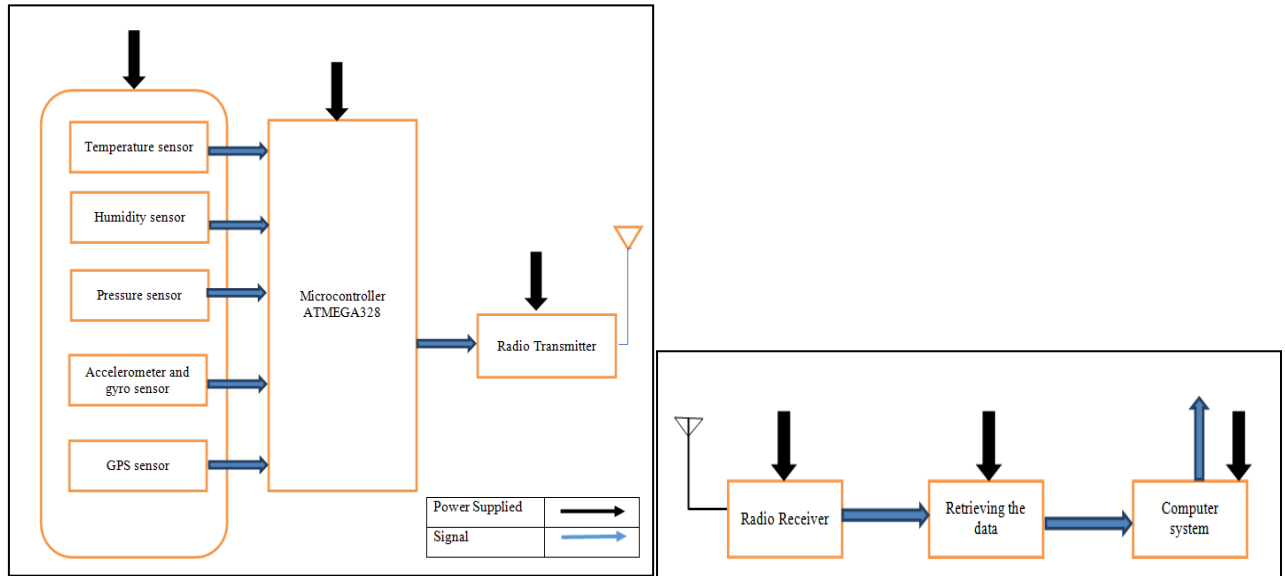 Temperature sensor
Humidity sensor
Pressure sensor
Accelerometer and
gyro sensor
GPS sensor
Microcontroller
ATMEGA328
Radio Transmitter
Power Supplied
Signal
Radio Receiver
Retrieving the
data
Computer
system